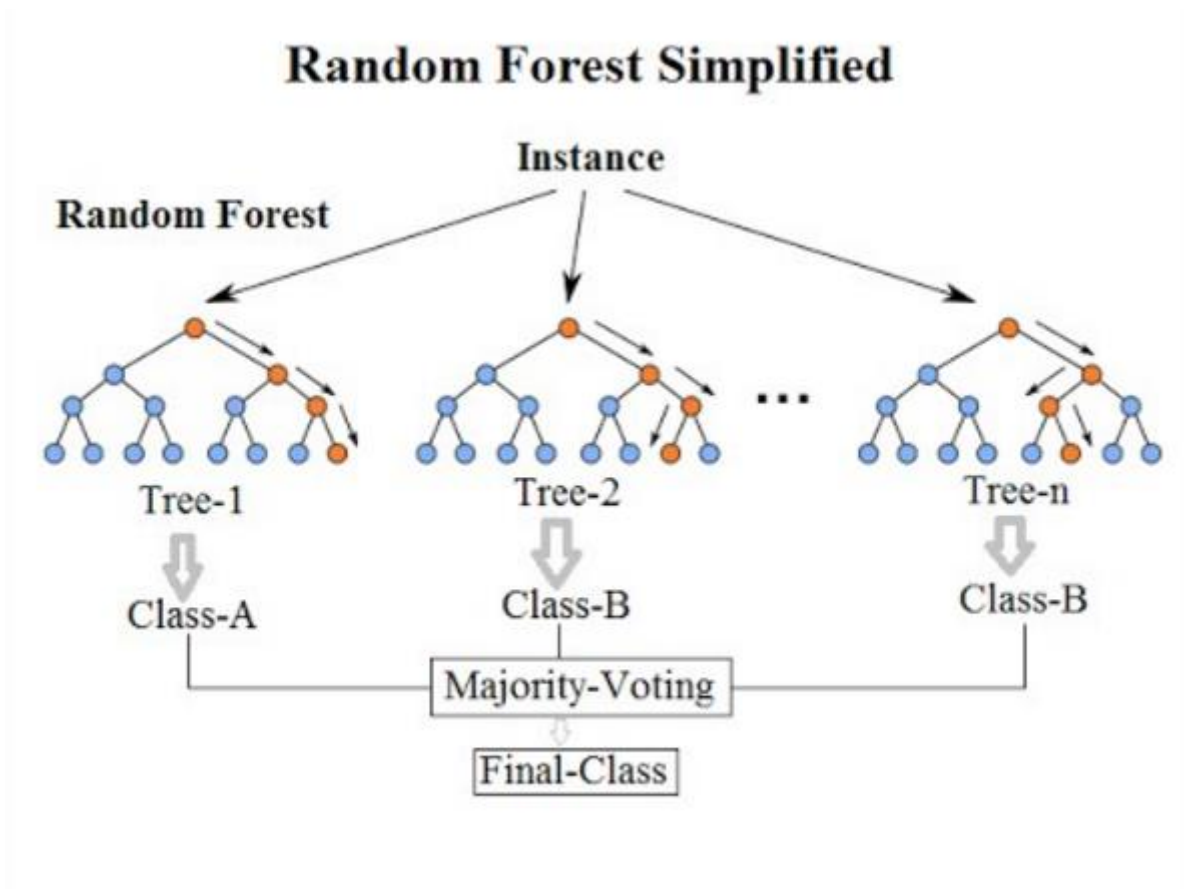 Random Forest Simplified
Instance
Random Forest
...
Tree-1
Tree-2
Tree-n
Class-A
Class-B
Class-B
Majority-Voting
Final-Class